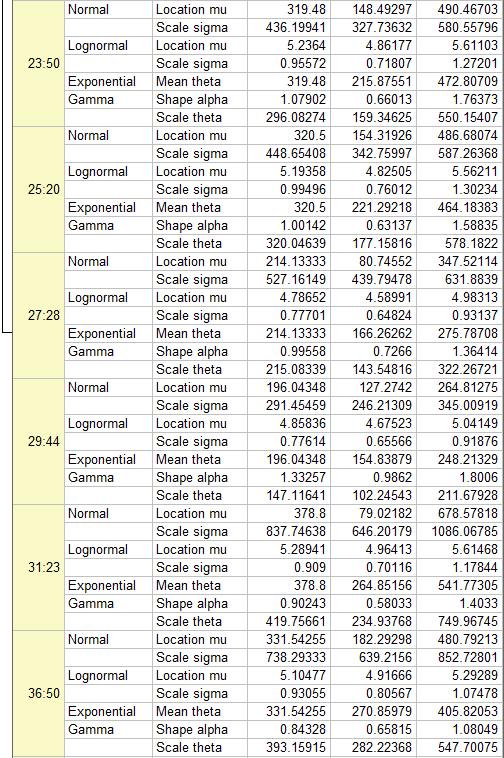 Normal Location mu 319.48 148.49297 490.46703
Scale sigma 436.19941 327.73632 580.55796
Lognormal Location mu 5.2364 4.86177 5.61103
23:50 Scale sigma 0.95572 0.71807 1.27201
Exponential Mean theta 319.48 215.87551 472.80709
Gamma Shape alpha 1.07902 0.66013 1.76373
Scale theta 296.08274 159.34625 550.15407
Normal Location mu 320.5 154.31926 486.68074
Scale sigma 448.65408 342.75997 587.26368
Lognormal Location mu 5.19358 4.82505 5.56211
25:20 Scale sigma 0.99496 0.76012 1.30234
Exponential Mean theta 320.5 221.29218 464.18383
Gamma Shape alpha 1.00142 0.63137 1.58835
Scale theta 320.04639 177.15816 578.1822
Normal Location mu 214.13333 80.74552 347.52114
Scale sigma 527.16149 439.79478 631.8839
Lognormal Location mu 4.78652 4.58991 4.98313
27:28 Scale sigma 0.77701 0.64824 0.93137
Exponential Mean theta 214.13333 166.26262 275.78708
Gamma Shape alpha 0.99558 0.7266 1.36414
Scale theta 215.08339 143.54816 322.26721
Normal Location mu 196.04348 127.2742 264.81275
Scale sigma 291.45459 246.21309 345.00919
Lognormal Location mu 4.85836 4.67523 5.04149
29:44 Scale sigma 0.77614 0.65566 0.91876
Exponential Mean theta 196.04348 154.83879 248.21329
Gamma Shape alpha 1.33257 0.9862 1.8006
Scale theta 147.11641 102.24543 211.67928
Normal Location mu 378.8 79.02182 678.57818
Scale sigma 837.74638 646.20179 1086.06785
Lognormal Location mu 5.28941 4.96413 5.61468
31:23 Scale sigma 0.909 0.70116 1.17844
Exponential Mean theta 378.8 264.85156 541.77305
Gamma Shape alpha 0.90243 0.58033 1.4033
Scale theta 419.75661 234.93768 749.96745
Normal Location mu 331.54255 182.29298 480.79213
Scale sigma 738.29333 639.2156 852.72801
Lognormal Location mu 5.10477 4.91666 5.29289
36:50 Scale sigma 0.93055 0.80567 1.07478
Exponential Mean theta 331.54255 270.85979 405.82053
Gamma Shape alpha 0.84328 0.65815 1.08049
Scale theta 393.15915 282.22368 547.70075